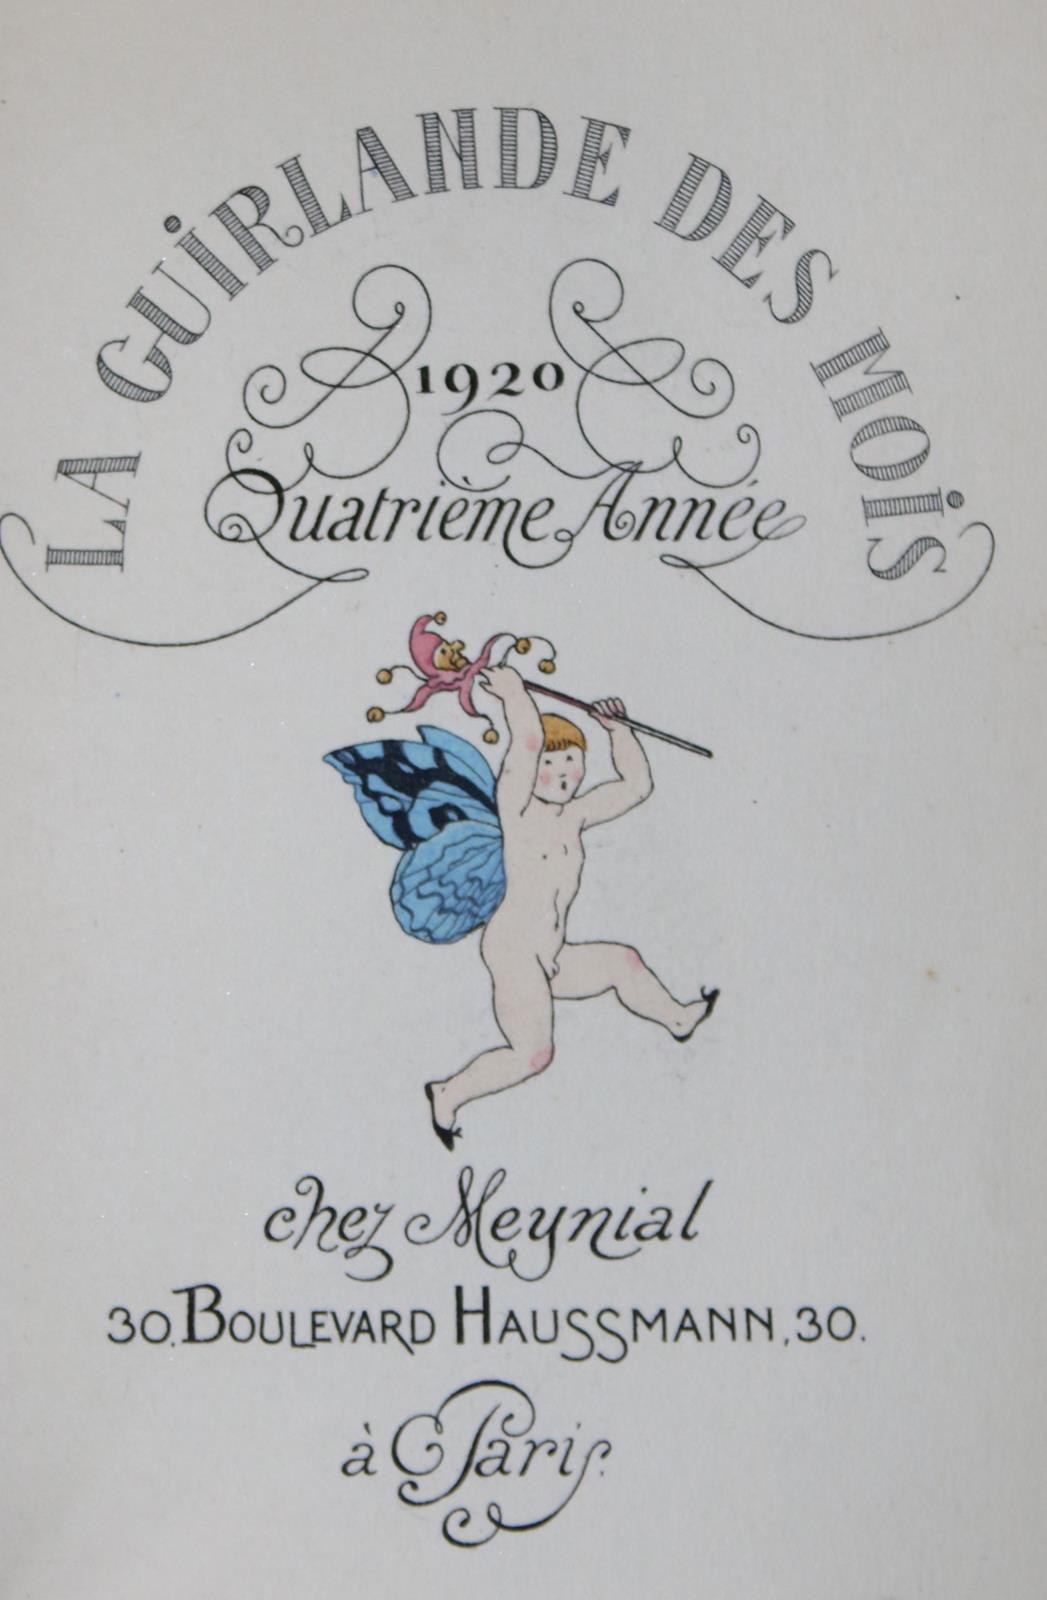 LA GUiRLANDE DES MOiS
1920
Quatrième Année
chez Meynial
30, BOULEVARD HAUSSMANN, 30.
à Paris.